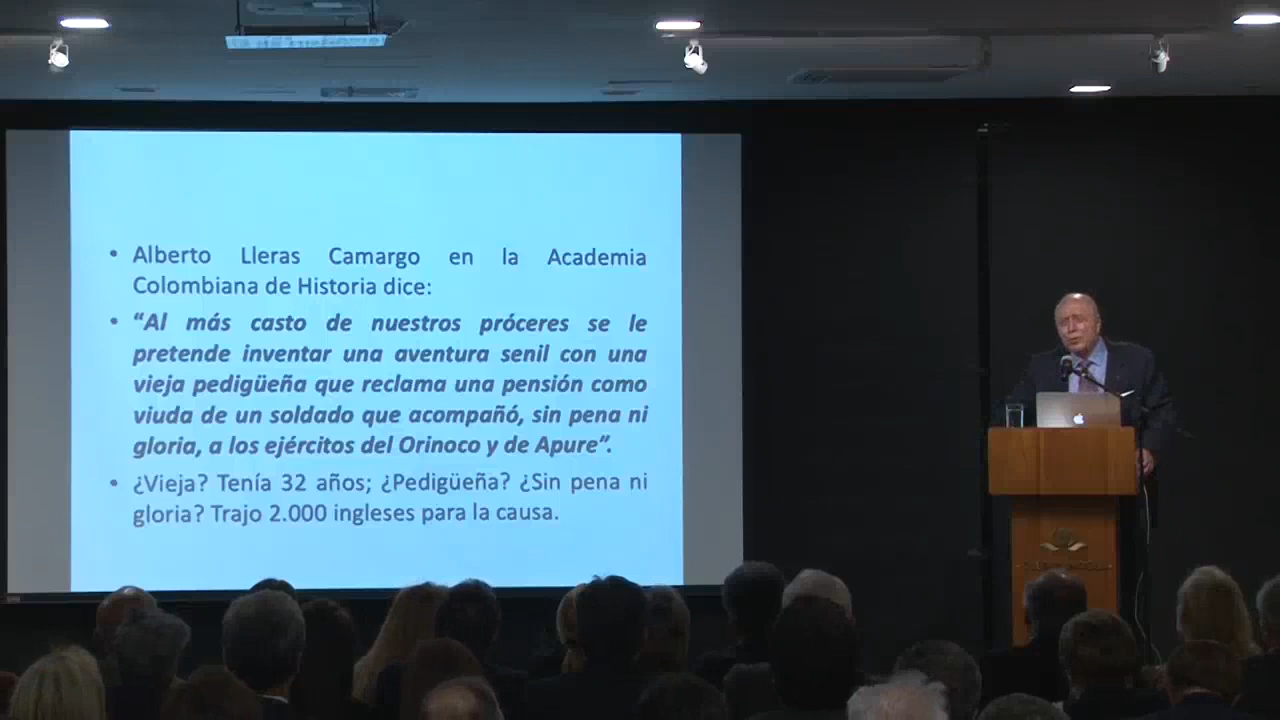 • Alberto Lleras Camargo en la Academia
Colombiana de Historia dice:
• “Al más casto de nuestros próceres se le
pretende inventar una aventura senil con una
vieja pedigüeña que reclama una pensión como
viuda de un soldado que acompañó, sin pena ni
gloria, a los ejércitos del Orinoco y de Apure”.
• ¿Vieja? Tenía 32 años; ¿Pedigüeña? ¿Sin pena ni
gloria? Trajo 2.000 ingleses para la causa.